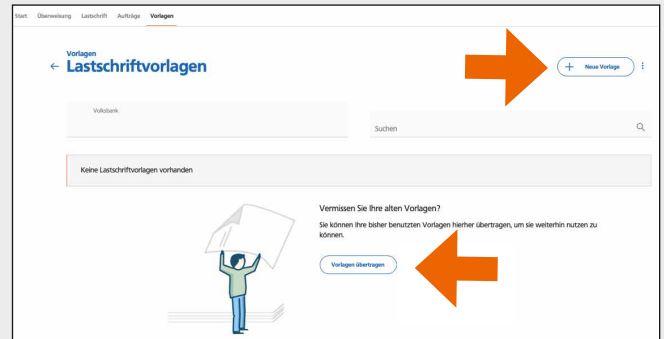 Start Überweisung Lastschrift Aufträge Vorlagen
Vorlagen
← Lastschriftvorlagen
+ Neue Vorlage
Volksbank
Suchen
Keine Lastschriftvorlagen vorhanden
Vermissen Sie Ihre alten Vorlagen?
Sie können Ihre bisher benutzten Vorlagen hierher übertragen, um sie weiterhin nutzen zu
können.
Vorlagen übertragen